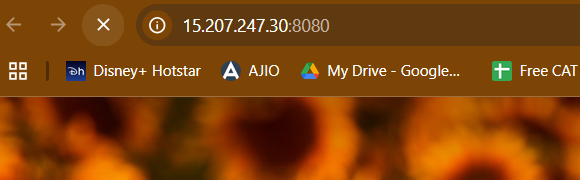 15.207.247.30:8080
Disney+ Hotstar AJIO My Drive - Google... Free CAT